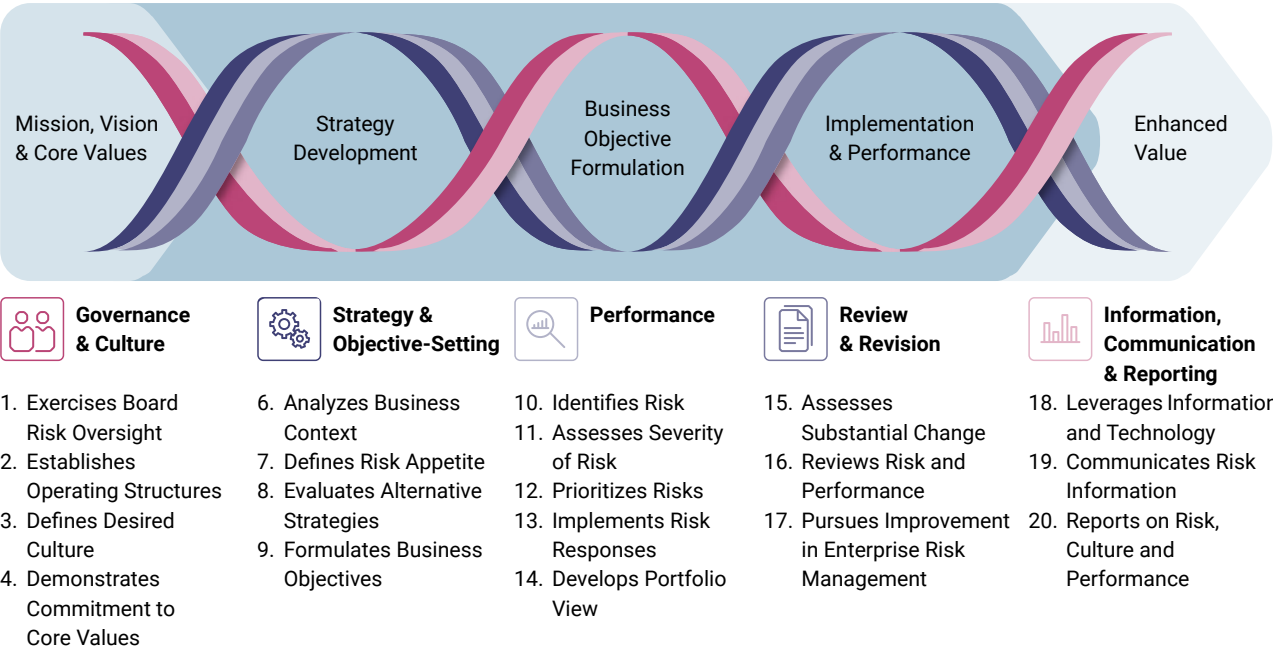 Mission, Vision
& Core Values
Strategy
Development
Business
Objective
Formulation
Implementation
& Performance
Enhanced
Value
Governance
& Culture
1. Exercises Board
Risk Oversight
2. Establishes
Operating Structures
3. Defines Desired
Culture
4. Demonstrates
Commitment to
Core Values
Strategy &
Objective-Setting
6. Analyzes Business
Context
7. Defines Risk Appetite
8. Evaluates Alternative
Strategies
9. Formulates Business
Objectives
Performance
10. Identifies Risk
11. Assesses Severity
of Risk
12. Prioritizes Risks
13. Implements Risk
Responses
14. Develops Portfolio
View
Review
& Revision
15. Assesses
Substantial Change
16. Reviews Risk and
Performance
17. Pursues Improvement
in Enterprise Risk
Management
Information,
Communication
& Reporting
18. Leverages Information
and Technology
19. Communicates Risk
Information
20. Reports on Risk,
Culture and
Performance